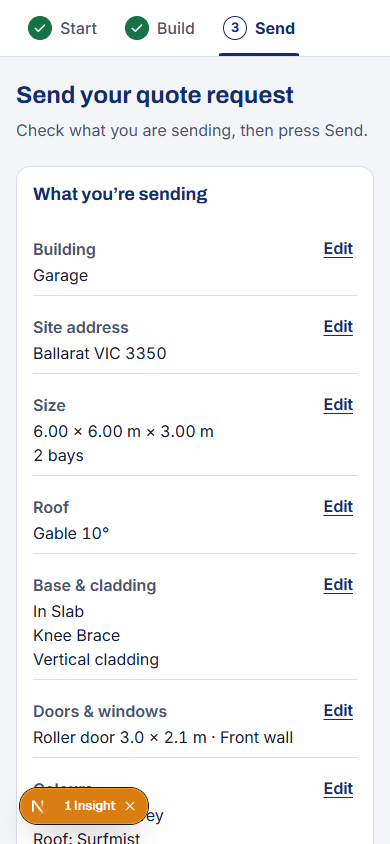 Start
Build
3 Send
Send your quote request
Check what you are sending, then press Send.
What you’re sending
Building Edit
Garage
Site address Edit
Ballarat VIC 3350
Size Edit
6.00 × 6.00 m × 3.00 m
2 bays
Roof Edit
Gable 10°
Base & cladding Edit
In Slab
Knee Brace
Vertical cladding
Doors & windows Edit
Roller door 3.0 × 2.1 m · Front wall
Colours Edit
N 1 Insight ×
ey
Roof: Surfmist